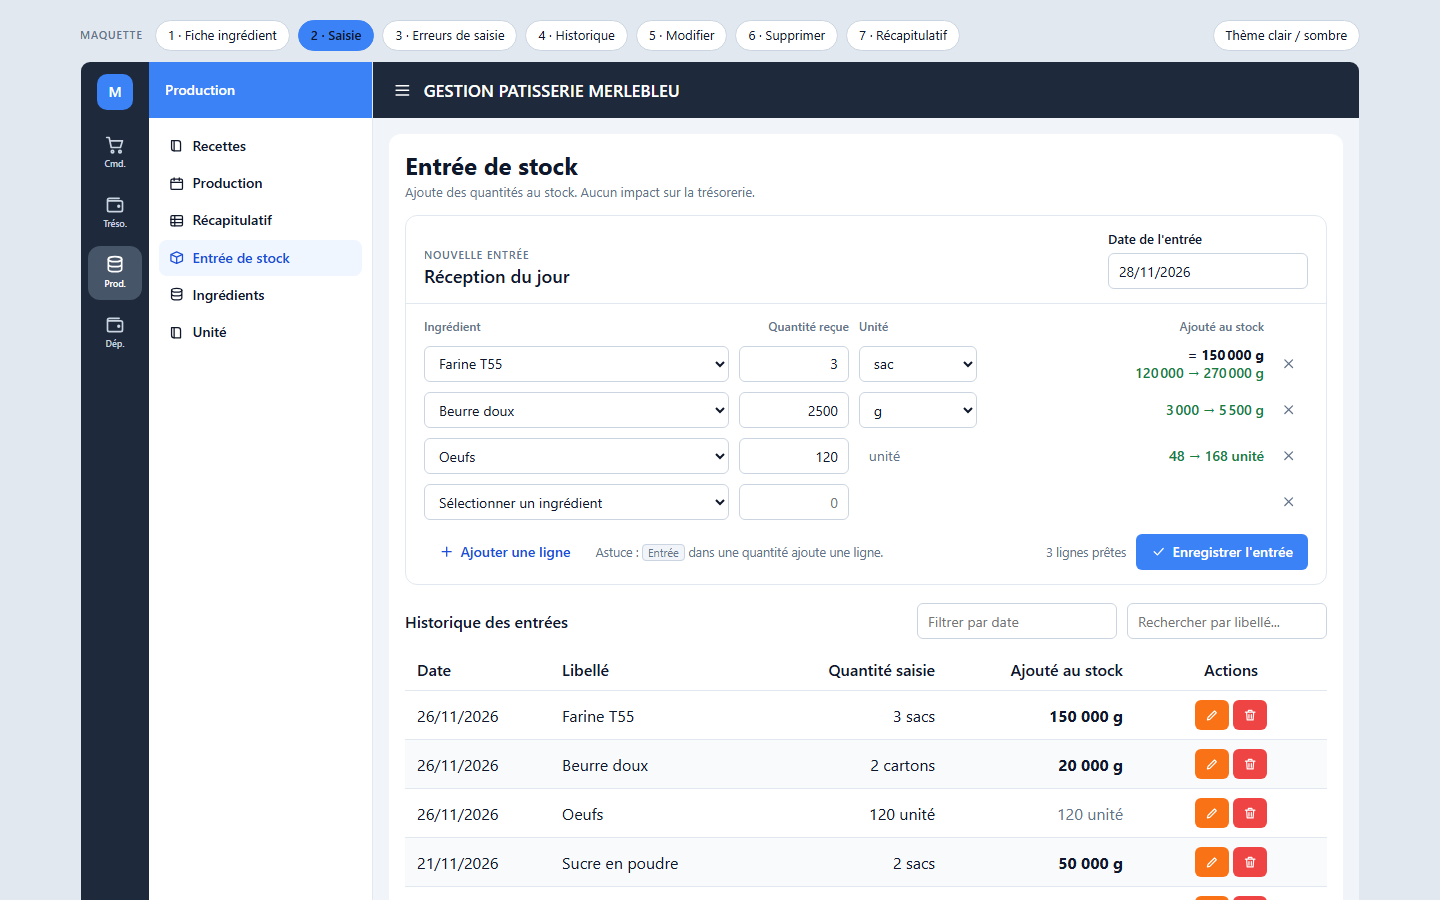 MAQUETTE 1 · Fiche ingrédient 2 · Saisie 3 · Erreurs de saisie 4 · Historique 5 · Modifier 6 · Supprimer 7 · Récapitulatif Thème clair / sombre
M Production GESTION PATISSERIE MERLEBLEU
Cmd.
Tréso.
Prod.
Dép.
Recettes
Production
Récapitulatif
Entrée de stock
Ingrédients
Unité
Entrée de stock
Ajoute des quantités au stock. Aucun impact sur la trésorerie.
NOUVELLE ENTRÉE
Réception du jour
Date de l'entrée
28/11/2026
Ingrédient Quantité reçue Unité Ajouté au stock
Farine T55 3 sac = 150 000 g
120 000 → 270 000 g
Beurre doux 2500 g 3 000 → 5 500 g
Oeufs 120 unité 48 → 168 unité
Sélectionner un ingrédient 0
Ajouter une ligne Astuce : Entrée dans une quantité ajoute une ligne. 3 lignes prêtes Enregistrer l'entrée
Historique des entrées Filtrer par date Rechercher par libellé...
Date Libellé Quantité saisie Ajouté au stock Actions
26/11/2026 Farine T55 3 sacs 150 000 g
26/11/2026 Beurre doux 2 cartons 20 000 g
26/11/2026 Oeufs 120 unité 120 unité
21/11/2026 Sucre en poudre 2 sacs 50 000 g